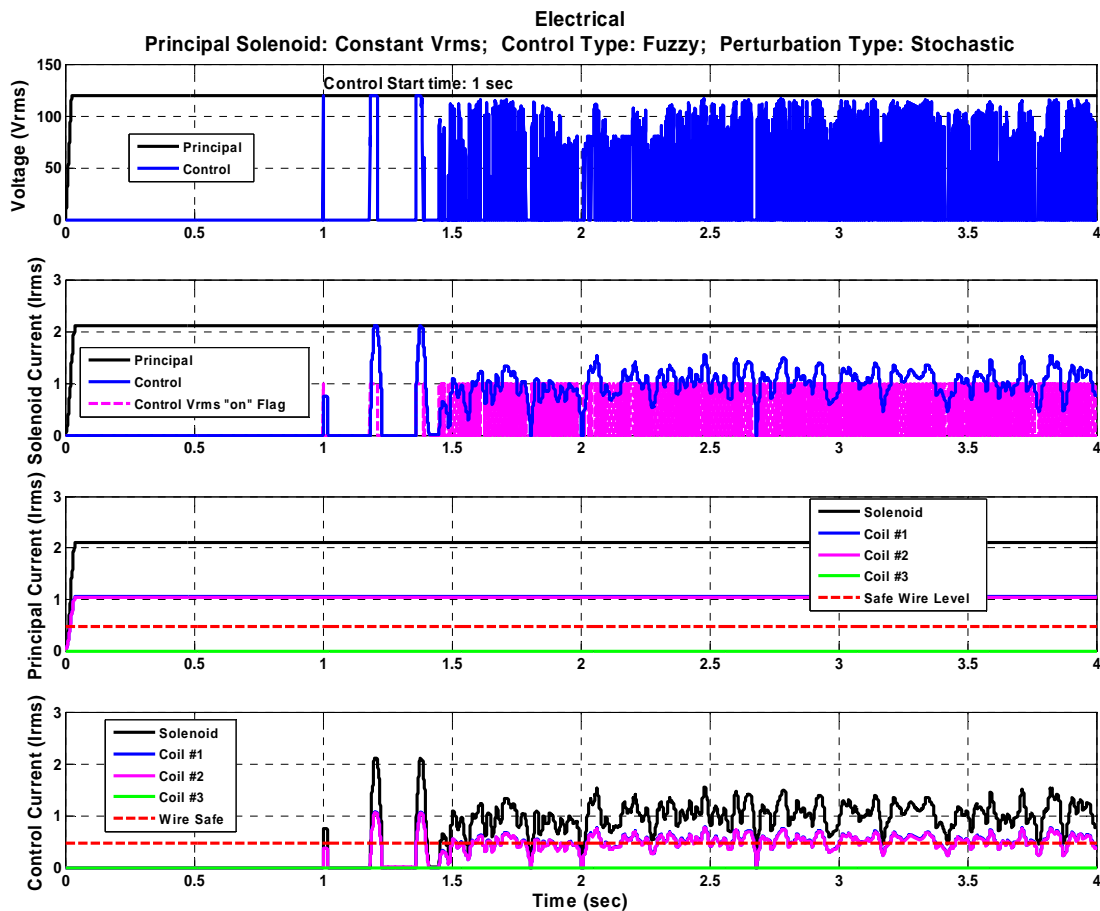 Electrical
Principal Solenoid: Constant Vrms; Control Type: Fuzzy; Perturbation Type: Stochastic
Voltage (Vrms)
150
100
50
0
Control Start time: 1 sec
Principal
Control
0 0.5 1 1.5 2 2.5 3 3.5 4
Solenoid Current (Irms)
3
2
1
0
Principal
Control
Control Vrms "on" Flag
0 0.5 1 1.5 2 2.5 3 3.5 4
Principal Current (Irms)
3
2
1
0
Solenoid
Coil #1
Coil #2
Coil #3
Safe Wire Level
0 0.5 1 1.5 2 2.5 3 3.5 4
Control Current (Irms)
3
2
1
0
Solenoid
Coil #1
Coil #2
Coil #3
Wire Safe
0 0.5 1 1.5 2 2.5 3 3.5 4
Time (sec)